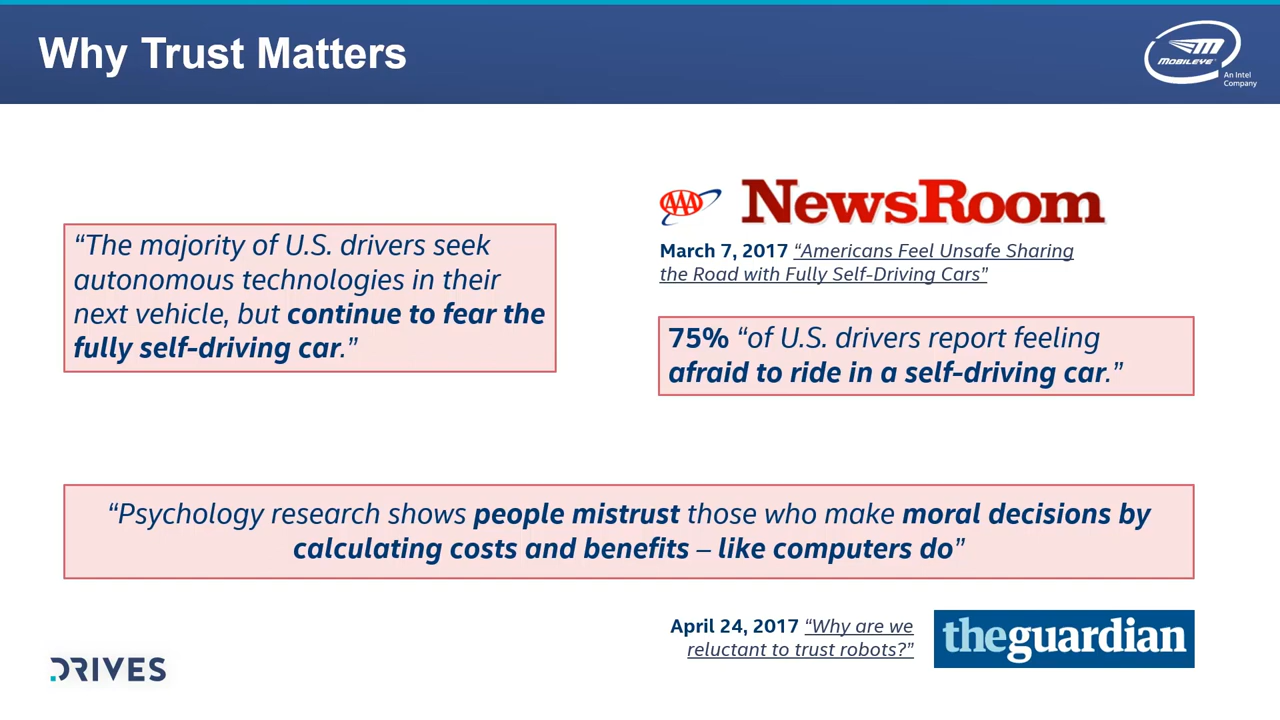 Why Trust Matters
MOBILEYE
An Intel
Company
“The majority of U.S. drivers seek
autonomous technologies in their
next vehicle, but continue to fear the
fully self-driving car.”
AAA NewsRoom
March 7, 2017 “Americans Feel Unsafe Sharing
the Road with Fully Self-Driving Cars”
75% “of U.S. drivers report feeling
afraid to ride in a self-driving car.”
“Psychology research shows people mistrust those who make moral decisions by
calculating costs and benefits – like computers do”
April 24, 2017 “Why are we
reluctant to trust robots?”
theguardian
.DRIVES